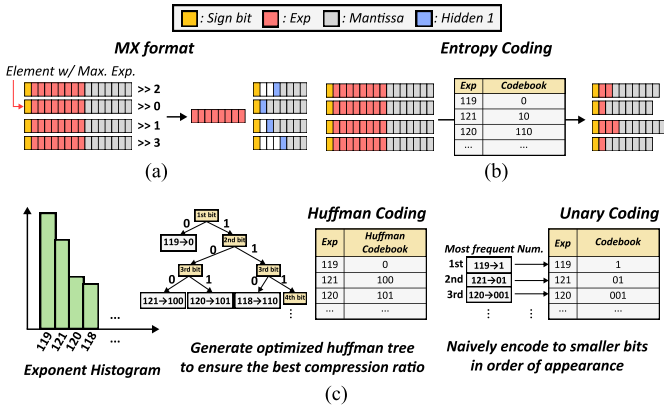 : Sign bit : Exp : Mantissa : Hidden 1
MX format
Element w/ Max. Exp.
>> 2
>> 0
>> 1
>> 3
(a)
Entropy Coding
Exp Codebook
119 0
121 10
120 110
... ...
(b)
Exponent Histogram
119 121 120 118 ...
...
1st bit
0 1
119→0
2nd bit
0 1
3rd bit 3rd bit
0 1 0 1
121→100 120→101 118→110 4th bit
⋮
Huffman Coding
Exp Huffman Codebook
119 0
121 100
120 101
... ...
Generate optimized huffman tree
to ensure the best compression ratio
Unary Coding
Most frequent Num.
1st 119→1
2nd 121→01
3rd 120→001
⋮ ⋮
Exp Codebook
119 1
121 01
120 001
... ...
Naively encode to smaller bits
in order of appearance
(c)